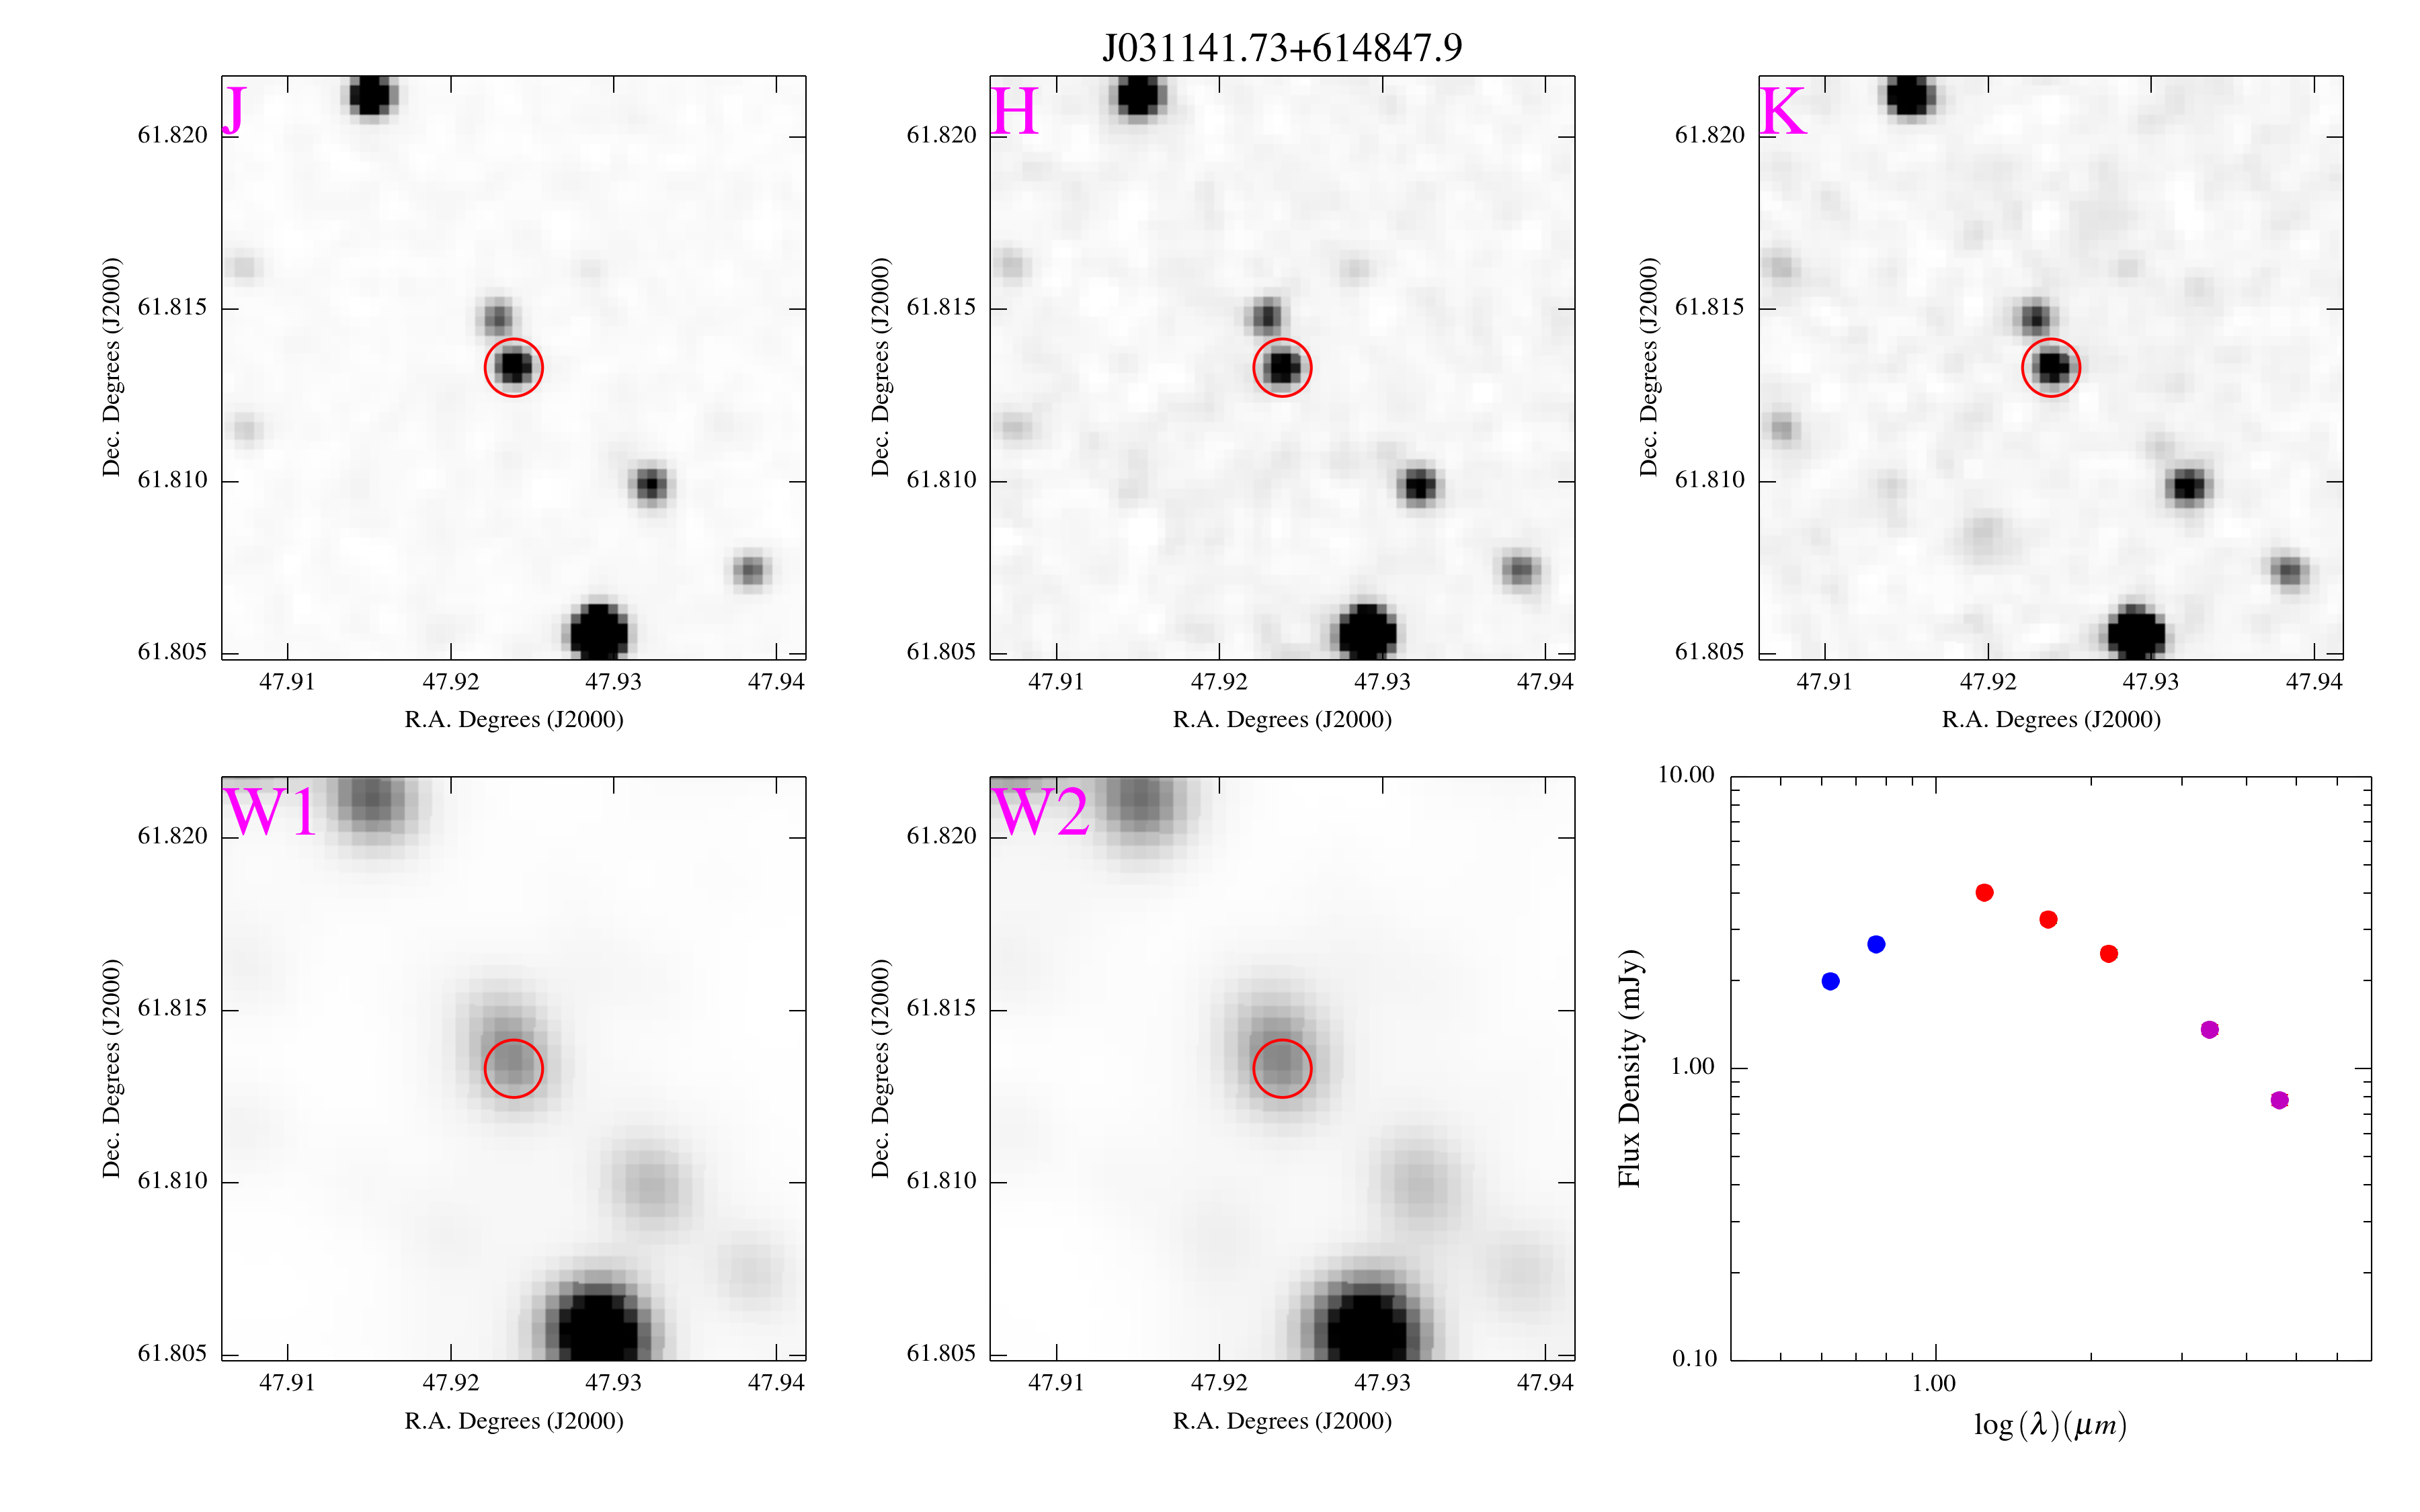 J031141.73+614847.9
J
61.820
61.815
61.810
61.805
Dec. Degrees (J2000)
47.91 47.92 47.93 47.94
R.A. Degrees (J2000)
H
61.820
61.815
61.810
61.805
Dec. Degrees (J2000)
47.91 47.92 47.93 47.94
R.A. Degrees (J2000)
K
61.820
61.815
61.810
61.805
Dec. Degrees (J2000)
47.91 47.92 47.93 47.94
R.A. Degrees (J2000)
W1
61.820
61.815
61.810
61.805
Dec. Degrees (J2000)
47.91 47.92 47.93 47.94
R.A. Degrees (J2000)
W2
61.820
61.815
61.810
61.805
Dec. Degrees (J2000)
47.91 47.92 47.93 47.94
R.A. Degrees (J2000)
10.00
1.00
0.10
Flux Density (mJy)
1.00
log(λ)(μm)